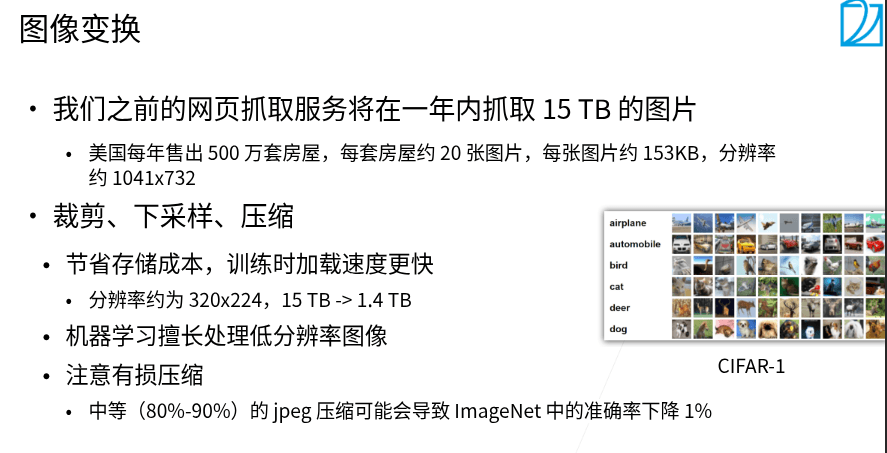 图像变换
• 我们之前的网页抓取服务将在一年内抓取 15 TB 的图片
• 美国每年售出 500 万套房屋，每套房屋约 20 张图片，每张图片约 153KB，分辨率
约 1041x732
• 裁剪、下采样、压缩
• 节省存储成本，训练时加载速度更快
• 分辨率约为 320x224，15 TB -> 1.4 TB
• 机器学习擅长处理低分辨率图像
• 注意有损压缩
• 中等（80%-90%）的 jpeg 压缩可能会导致 ImageNet 中的准确率下降 1%
airplane
automobile
bird
cat
deer
dog
CIFAR-1